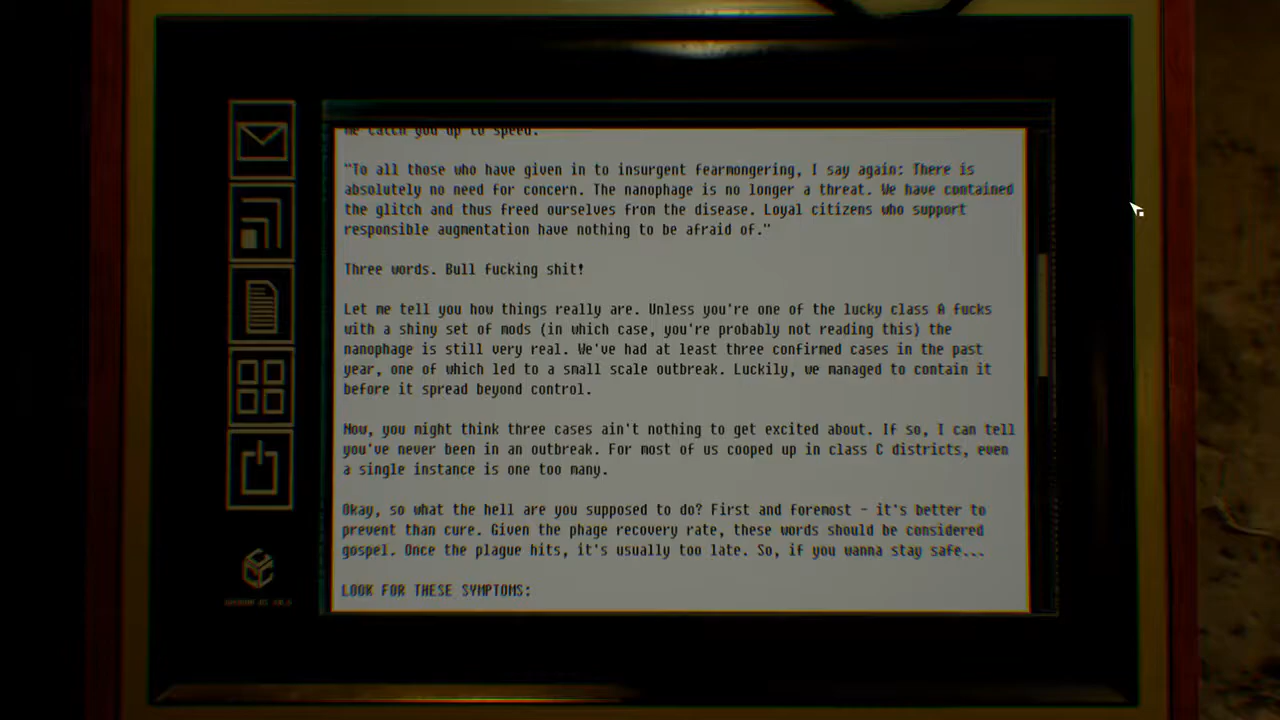 me catch you up to speed.
"To all those who have given in to insurgent fearmongering, I say again: There is
absolutely no need for concern. The nanophage is no longer a threat. We have contained
the glitch and thus freed ourselves from the disease. Loyal citizens who support
responsible augmentation have nothing to be afraid of."
Three words. Bull fucking shit!
Let me tell you how things really are. Unless you're one of the lucky class A fucks
with a shiny set of mods (in which case, you're probably not reading this) the
nanophage is still very real. We've had at least three confirmed cases in the past
year, one of which led to a small scale outbreak. Luckily, we managed to contain it
before it spread beyond control.
Now, you might think three cases ain't nothing to get excited about. If so, I can tell
you've never been in an outbreak. For most of us cooped up in class C districts, even
a single instance is one too many.
Okay, so what the hell are you supposed to do? First and foremost - it's better to
prevent than cure. Given the phage recovery rate, these words should be considered
gospel. Once the plague hits, it's usually too late. So, if you wanna stay safe...
LOOK FOR THESE SYMPTOMS: